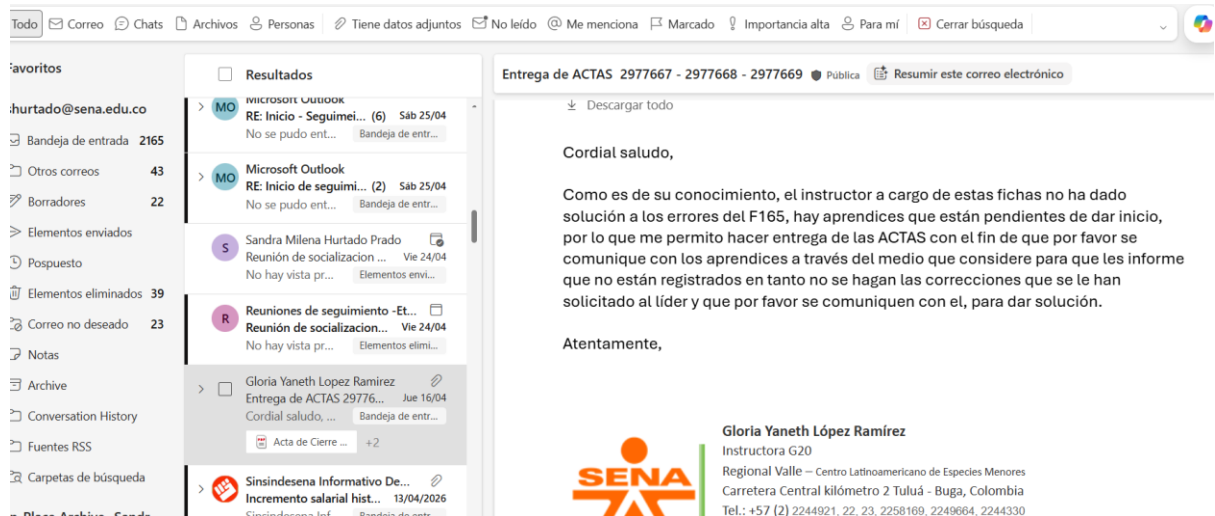 Todo Correo Chats Archivos Personas Tiene datos adjuntos No leído @ Me menciona Marcado Importancia alta Para mí Cerrar búsqueda
Favoritos
shurtado@sena.edu.co
Bandeja de entrada 2165
Otros correos 43
Borradores 22
Elementos enviados
Pospuesto
Elementos eliminados 39
Correo no deseado 23
Notas
Archive
Conversation History
Fuentes RSS
Carpetas de búsqueda
Resultados
MO
Microsoft Outlook
RE: Inicio - Seguimei... (6) Sáb 25/04
No se pudo ent... Bandeja de entr...
MO
Microsoft Outlook
RE: Inicio de seguimi... (2) Sáb 25/04
No se pudo ent... Bandeja de entr...
S
Sandra Milena Hurtado Prado
Reunión de socializacion ... Vie 24/04
No hay vista pr... Elementos envi...
R
Reuniones de seguimiento -Et...
Reunión de socializacion... Vie 24/04
No hay vista pr... Elementos elimi...
Gloria Yaneth Lopez Ramirez
Entrega de ACTAS 29776... Jue 16/04
Cordial saludo, ... Bandeja de entr...
Acta de Cierre ... +2
Sinsindesena Informativo De...
Incremento salarial hist... 13/04/2026
Sinsindesena Inf... Bandeja de entr...
Entrega de ACTAS 2977667 - 2977668 - 2977669 Pública Resumir este correo electrónico
Descargar todo
Cordial saludo,
Como es de su conocimiento, el instructor a cargo de estas fichas no ha dado
solución a los errores del F165, hay aprendices que están pendientes de dar inicio,
por lo que me permito hacer entrega de las ACTAS con el fin de que por favor se
comunique con los aprendices a través del medio que considere para que les informe
que no están registrados en tanto no se hagan las correcciones que se le han
solicitado al líder y que por favor se comuniquen con el, para dar solución.
Atentamente,
SENA
Gloria Yaneth López Ramírez
Instructora G20
Regional Valle – Centro Latinoamericano de Especies Menores
Carretera Central kilómetro 2 Tuluá - Buga, Colombia
Tel.: +57 (2) 2244921, 22, 23, 2258169, 2249664, 2244330